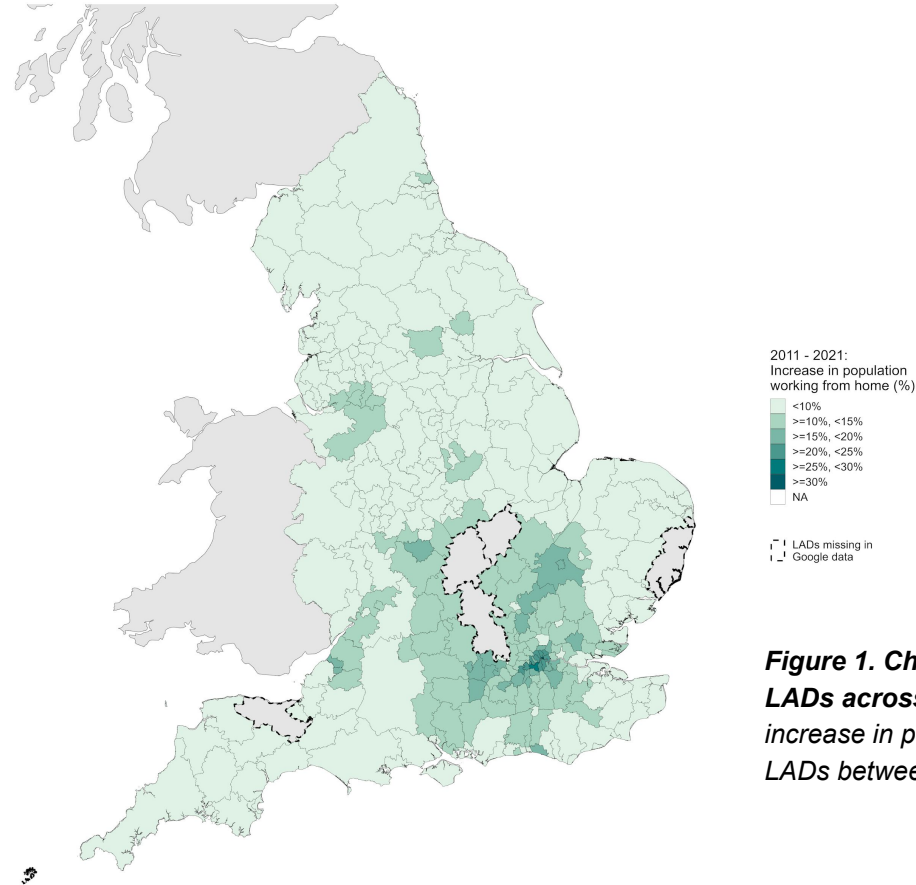 2011 - 2021:
Increase in population
working from home (%)
<10%
>=10%, <15%
>=15%, <20%
>=20%, <25%
>=25%, <30%
>=30%
NA
LADs missing in
Google data
Figure 1. Ch
LADs across
increase in p
LADs betwee